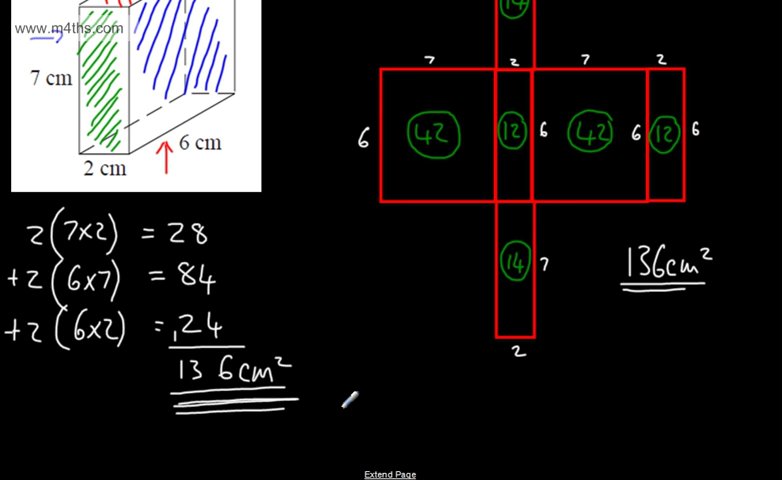 www.m4ths.com
7 cm
6 cm
2 cm
2(7×2) = 28
+2(6×7) = 84
+2(6×2) = 24
136cm²
14
7 2 7 2
6 42 12 6 42 6 12 6
14 7
2
136cm²
Extend Page